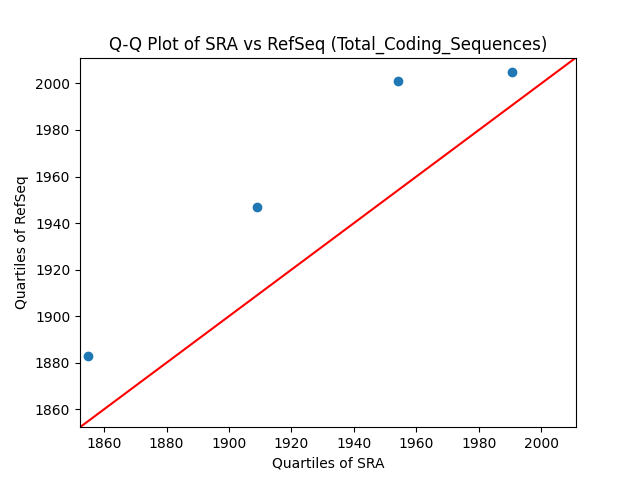 Q-Q Plot of SRA vs RefSeq (Total_Coding_Sequences)
Quartiles of RefSeq
2000
1980
1960
1940
1920
1900
1880
1860
1860 1880 1900 1920 1940 1960 1980 2000
Quartiles of SRA